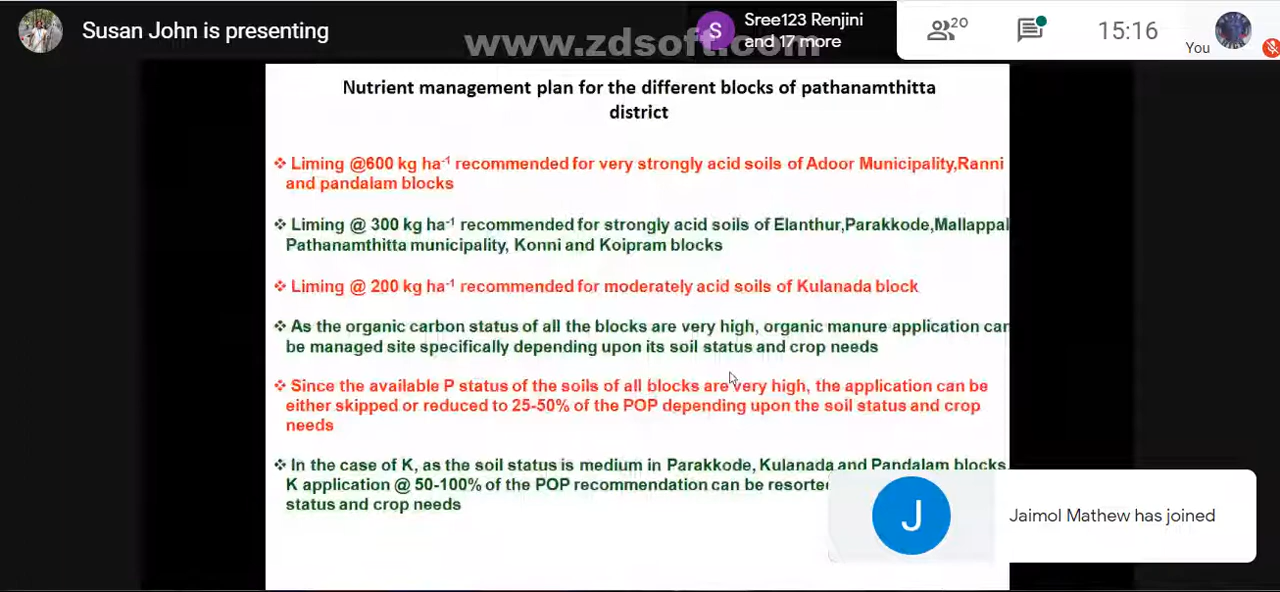 Susan John is presenting
S
Sree123 Renjini
and 17 more
www.zdsoft.com
20
15:16
You
Nutrient management plan for the different blocks of pathanamthitta
district
❖ Liming @600 kg ha⁻¹ recommended for very strongly acid soils of Adoor Municipality,Ranni
and pandalam blocks
❖ Liming @ 300 kg ha⁻¹ recommended for strongly acid soils of Elanthur,Parakkode,Mallappal
Pathanamthitta municipality, Konni and Koipram blocks
❖ Liming @ 200 kg ha⁻¹ recommended for moderately acid soils of Kulanada block
❖ As the organic carbon status of all the blocks are very high, organic manure application can
be managed site specifically depending upon its soil status and crop needs
❖ Since the available P status of the soils of all blocks are very high, the application can be
either skipped or reduced to 25-50% of the POP depending upon the soil status and crop
needs
❖ In the case of K, as the soil status is medium in Parakkode, Kulanada and Pandalam blocks,
K application @ 50-100% of the POP recommendation can be resorted
status and crop needs
J
Jaimol Mathew has joined